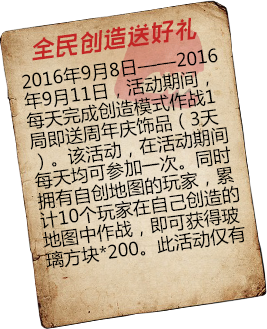 全民创造送好礼
2016年9月8日——2016
年9月11日，活动期间，
每天完成创造模式作战1
局即送周年庆饰品（3天
）。该活动，在活动期间
每天均可参加一次。同时
拥有自创地图的玩家，累
计10个玩家在自己创造的
地图中作战，即可获得玻
璃方块*200。此活动仅有